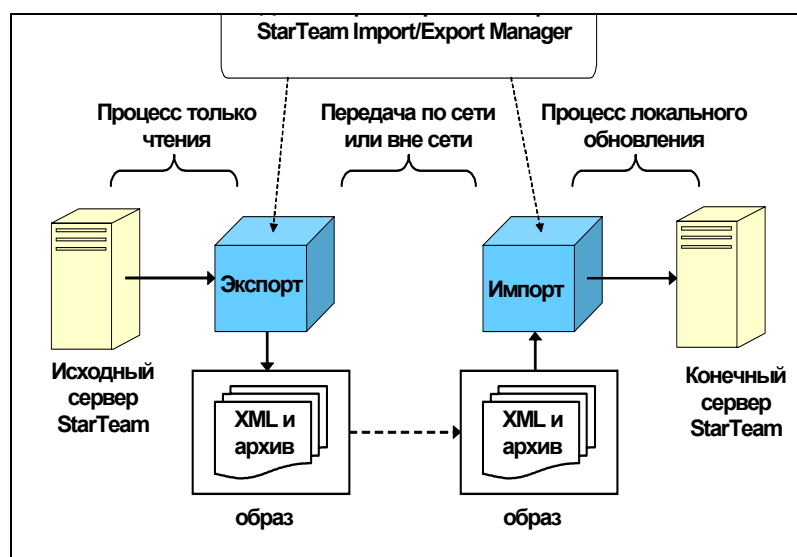 StarTeam Import/Export Manager
Процесс только
чтения
Передача по сети
или вне сети
Процесс локального
обновления
Экспорт
Импорт
Исходный
сервер
StarTeam
XML и
архив
образ
XML и
архив
образ
Конечный
сервер
StarTeam